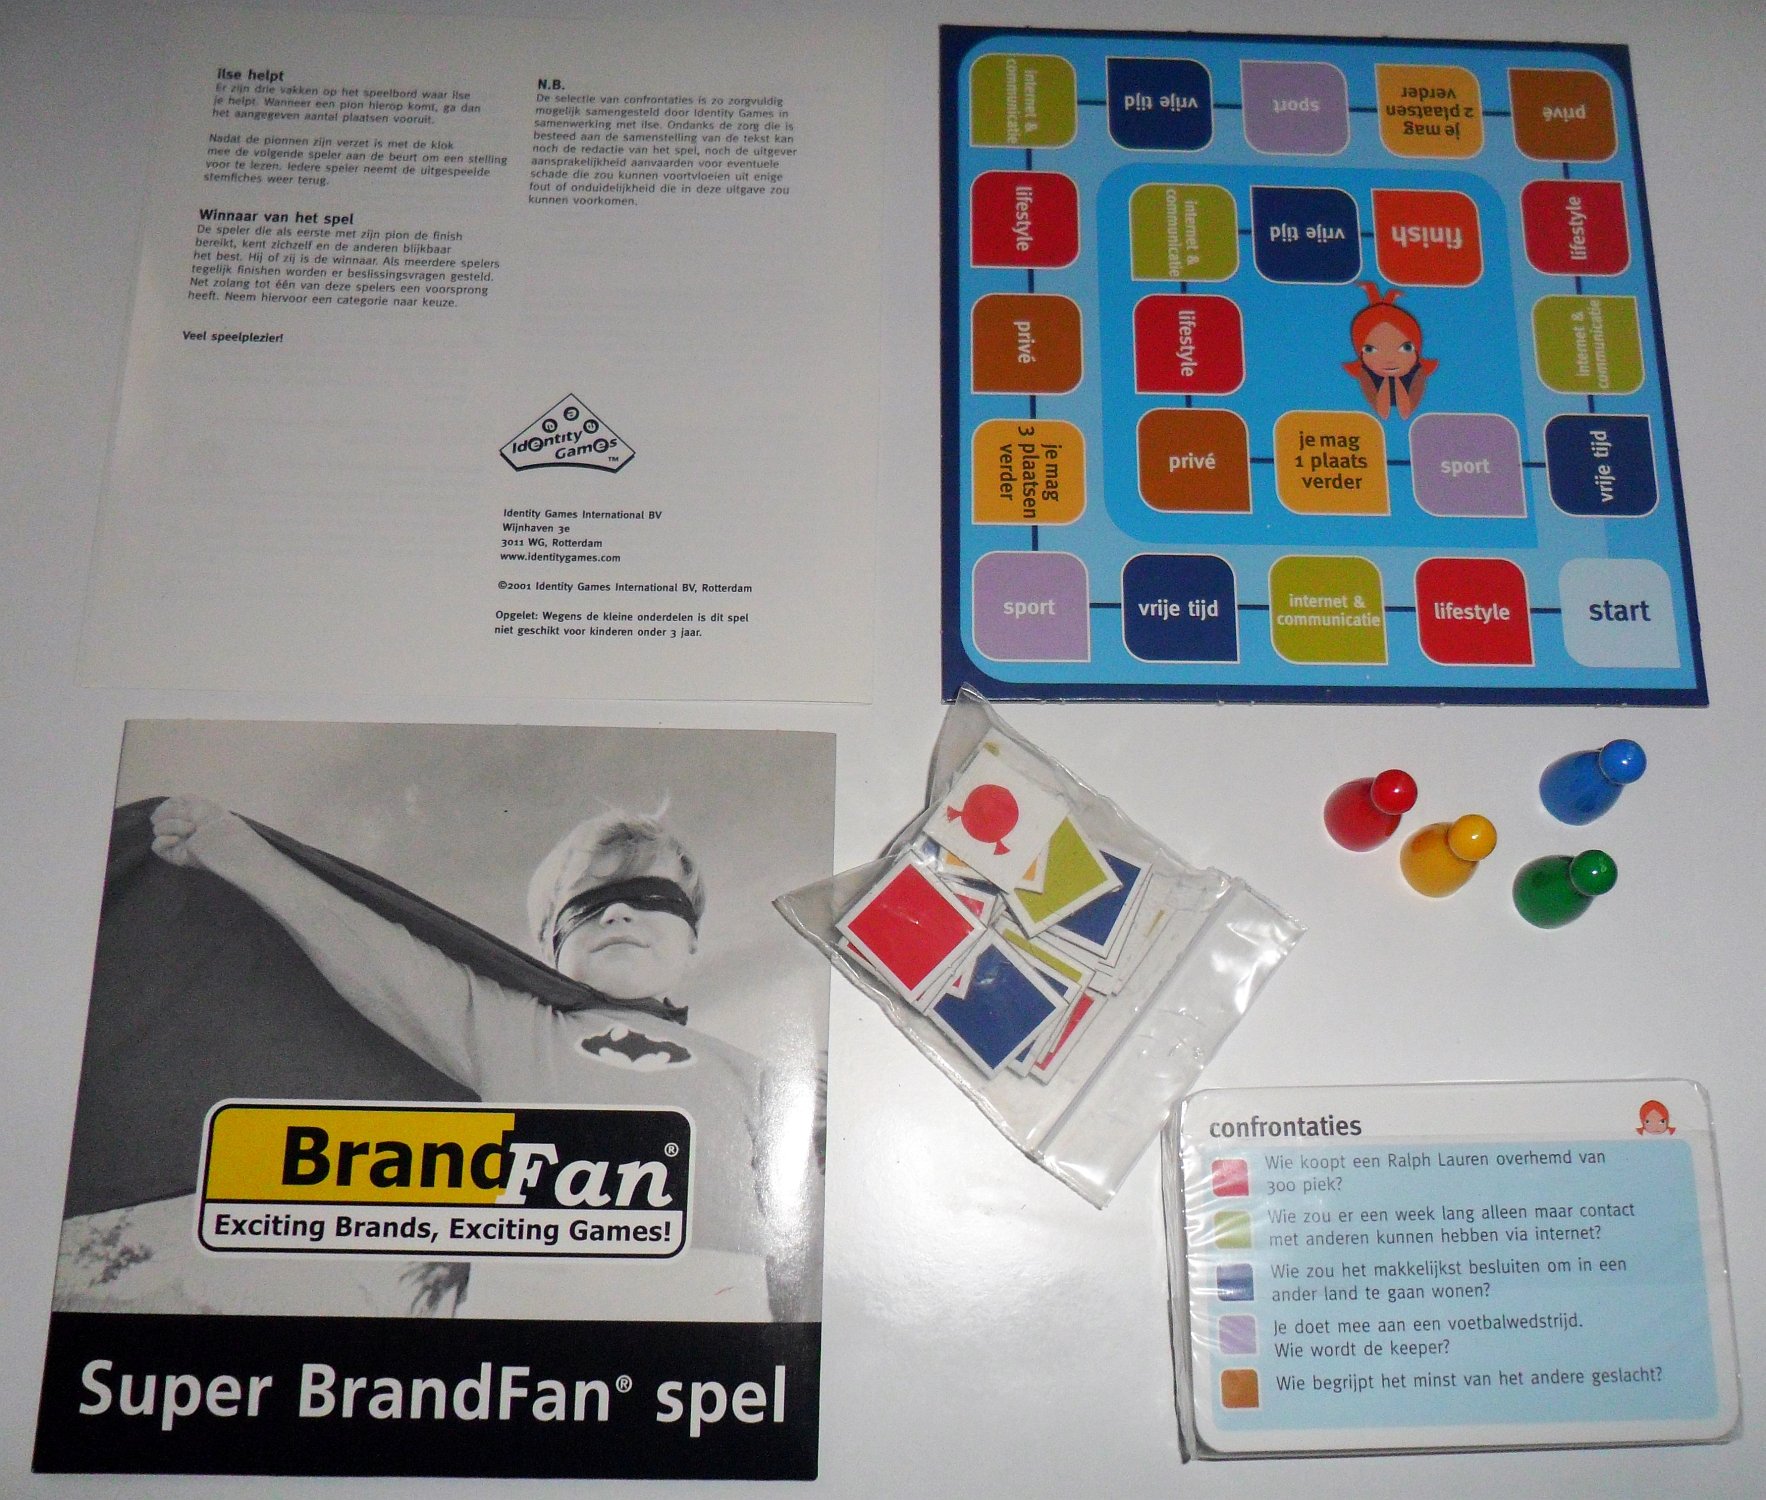 ilse helpt
Er zijn drie vakken op het speelbord waar ilse
je helpt. Wanneer een pion hierop komt, ga dan
het aangegeven aantal plaatsen vooruit.
Nadat de pionnen zijn verzet is met de klok
mee de volgende speler aan de beurt om een stelling
voor te lezen. Iedere speler neemt de uitgespeelde
stemfiches weer terug.
Winnaar van het spel
De speler die als eerste met zijn pion de finish
bereikt, kent zichzelf en de anderen blijkbaar
het best. Hij of zij is de winnaar. Als meerdere spelers
tegelijk finishen worden er beslissingsvragen gesteld.
Net zolang tot één van deze spelers een voorsprong
heeft. Neem hiervoor een categorie naar keuze.
Veel speelplezier!
N.B.
De selectie van confrontaties is zo zorgvuldig
mogelijk samengesteld door Identity Games in
samenwerking met ilse. Ondanks de zorg die is
besteed aan de samenstelling van de tekst kan
noch de redactie van het spel, noch de uitgever
aansprakelijkheid aanvaarden voor eventuele
schade die zou kunnen voortvloeien uit enige
fout of onduidelijkheid die in deze uitgave zou
kunnen voorkomen.
Identity
Games
™
Identity Games International BV
Wijnhaven 3e
3011 WG, Rotterdam
www.identitygames.com
©2001 Identity Games International BV, Rotterdam
Opgelet: Wegens de kleine onderdelen is dit spel
niet geschikt voor kinderen onder 3 jaar.
internet &
communicatie
vrije tijd
sport
je mag
2 plaatsen
verder
privé
lifestyle
internet &
communicatie
vrije tijd
finish
lifestyle
privé
lifestyle
internet &
communicatie
je mag
3 plaatsen
verder
privé
je mag
1 plaats
verder
sport
vrije tijd
sport
vrije tijd
internet &
communicatie
lifestyle
start
BrandFan®
Exciting Brands, Exciting Games!
Super BrandFan® spel
confrontaties
Wie koopt een Ralph Lauren overhemd van
300 piek?
Wie zou er een week lang alleen maar contact
met anderen kunnen hebben via internet?
Wie zou het makkelijkst besluiten om in een
ander land te gaan wonen?
Je doet mee aan een voetbalwedstrijd.
Wie wordt de keeper?
Wie begrijpt het minst van het andere geslacht?